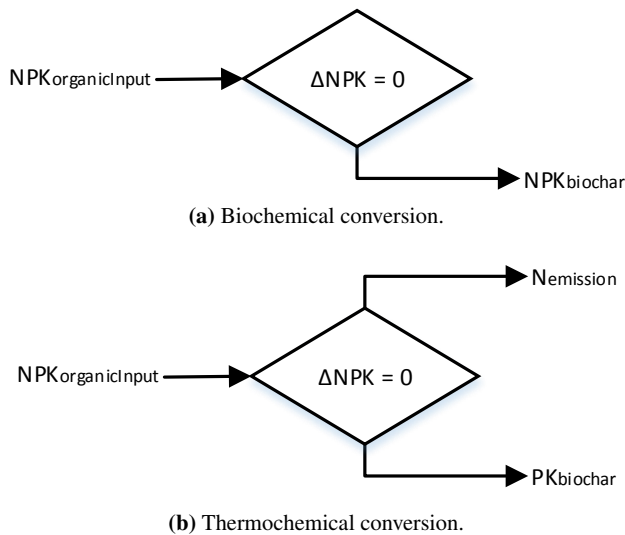 NPKorganicInput
ΔNPK = 0
NPKbiochar
(a) Biochemical conversion.
Nemission
NPKorganicInput
ΔNPK = 0
PKbiochar
(b) Thermochemical conversion.